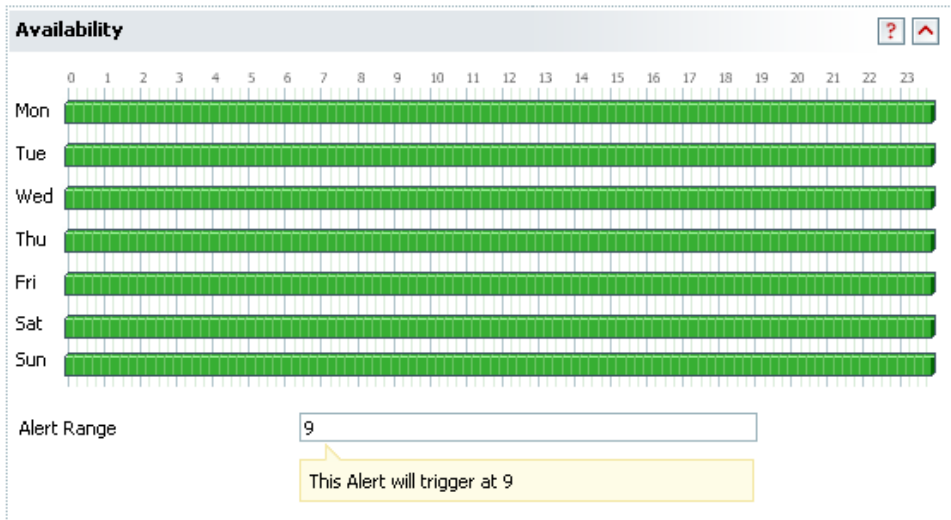 Availability
?
0 1 2 3 4 5 6 7 8 9 10 11 12 13 14 15 16 17 18 19 20 21 22 23
Mon
Tue
Wed
Thu
Fri
Sat
Sun
Alert Range 9
This Alert will trigger at 9